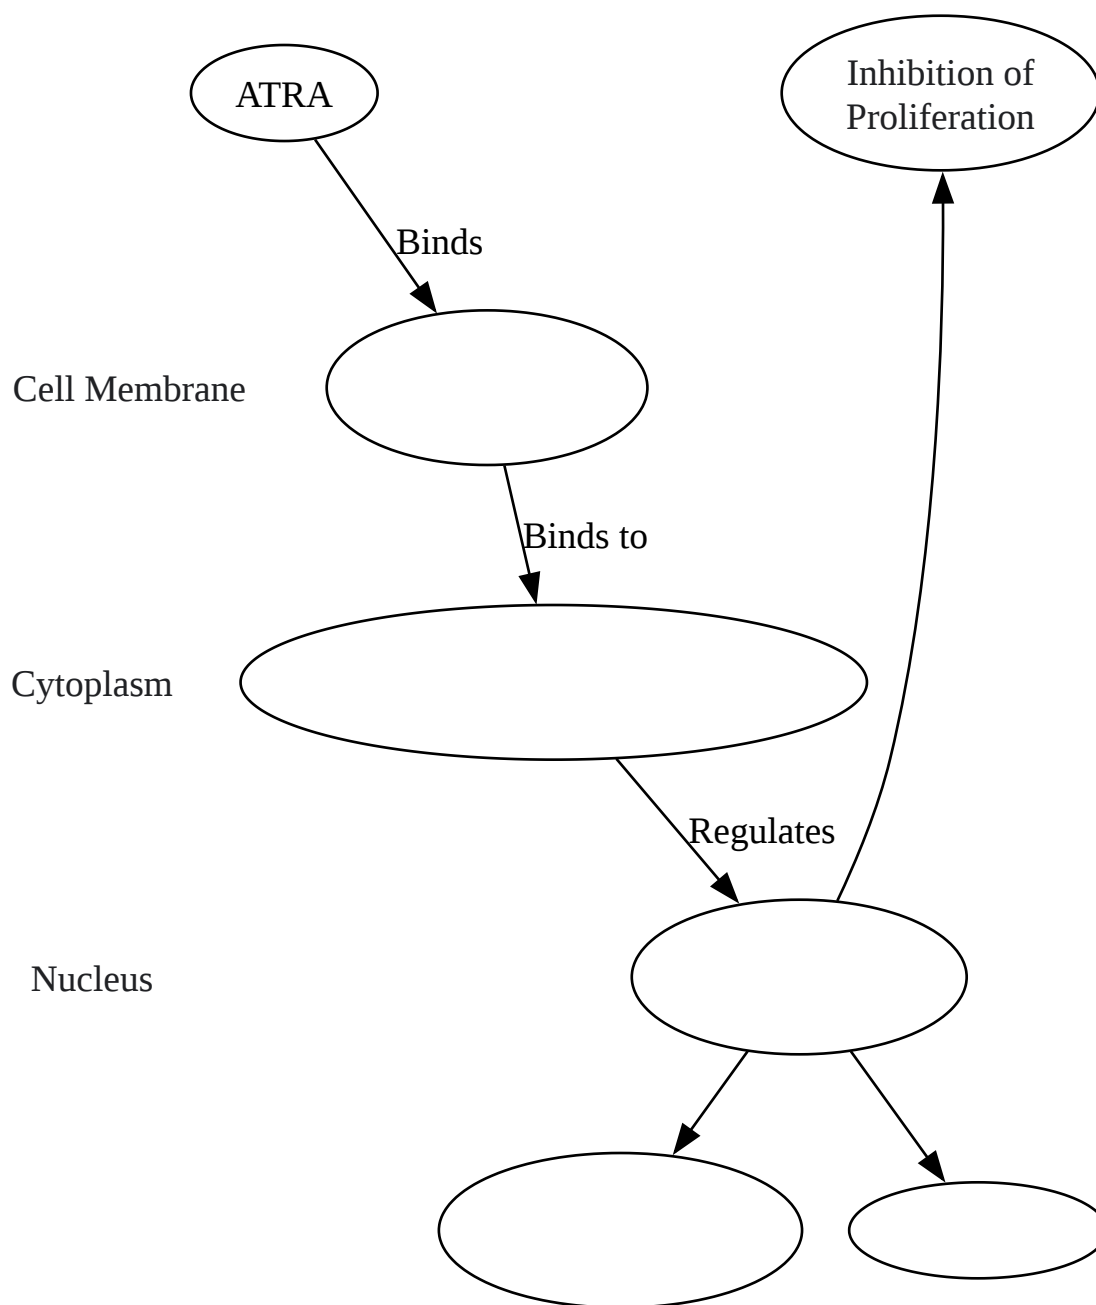 ATRA
Inhibition of
Proliferation
Binds
Cell Membrane
Binds to
Cytoplasm
Regulates
Nucleus